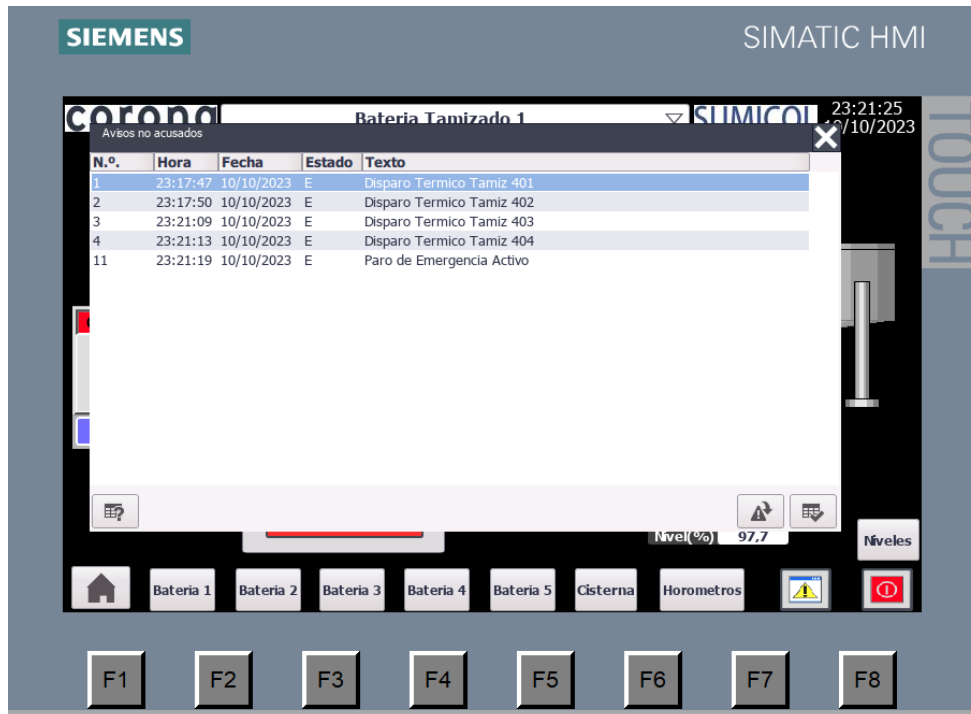 SIEMENS
SIMATIC HMI
TOUCH
corona
Bateria Tamizado 1
SUMICOL
23:21:25
/10/2023
Avisos no acusados
N.º. Hora Fecha Estado Texto
1 23:17:47 10/10/2023 E Disparo Termico Tamiz 401
2 23:17:50 10/10/2023 E Disparo Termico Tamiz 402
3 23:21:09 10/10/2023 E Disparo Termico Tamiz 403
4 23:21:13 10/10/2023 E Disparo Termico Tamiz 404
11 23:21:19 10/10/2023 E Paro de Emergencia Activo
Nivel(%) 97,7
Niveles
Bateria 1 Bateria 2 Bateria 3 Bateria 4 Bateria 5 Cisterna Horometros
F1 F2 F3 F4 F5 F6 F7 F8